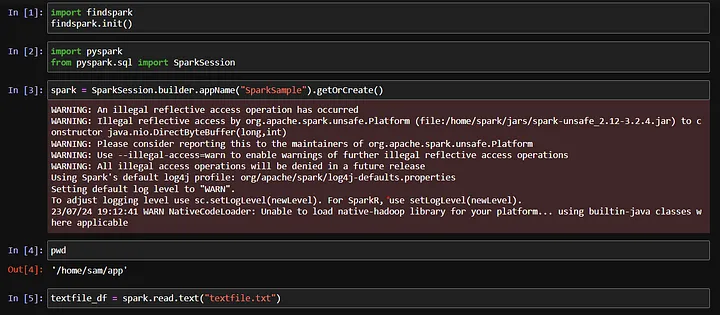 In [1]: import findspark
findspark.init()
In [2]: import pyspark
from pyspark.sql import SparkSession
In [3]: spark = SparkSession.builder.appName("SparkSample").getOrCreate()
WARNING: An illegal reflective access operation has occurred
WARNING: Illegal reflective access by org.apache.spark.unsafe.Platform (file:/home/spark/jars/spark-unsafe_2.12-3.2.4.jar) to c
onstructor java.nio.DirectByteBuffer(long,int)
WARNING: Please consider reporting this to the maintainers of org.apache.spark.unsafe.Platform
WARNING: Use --illegal-access=warn to enable warnings of further illegal reflective access operations
WARNING: All illegal access operations will be denied in a future release
Using Spark's default log4j profile: org/apache/spark/log4j-defaults.properties
Setting default log level to "WARN".
To adjust logging level use sc.setLogLevel(newLevel). For SparkR, use setLogLevel(newLevel).
23/07/24 19:12:41 WARN NativeCodeLoader: Unable to load native-hadoop library for your platform... using builtin-java classes w
here applicable
In [4]: pwd
Out[4]: '/home/sam/app'
In [5]: textfile_df = spark.read.text("textfile.txt")